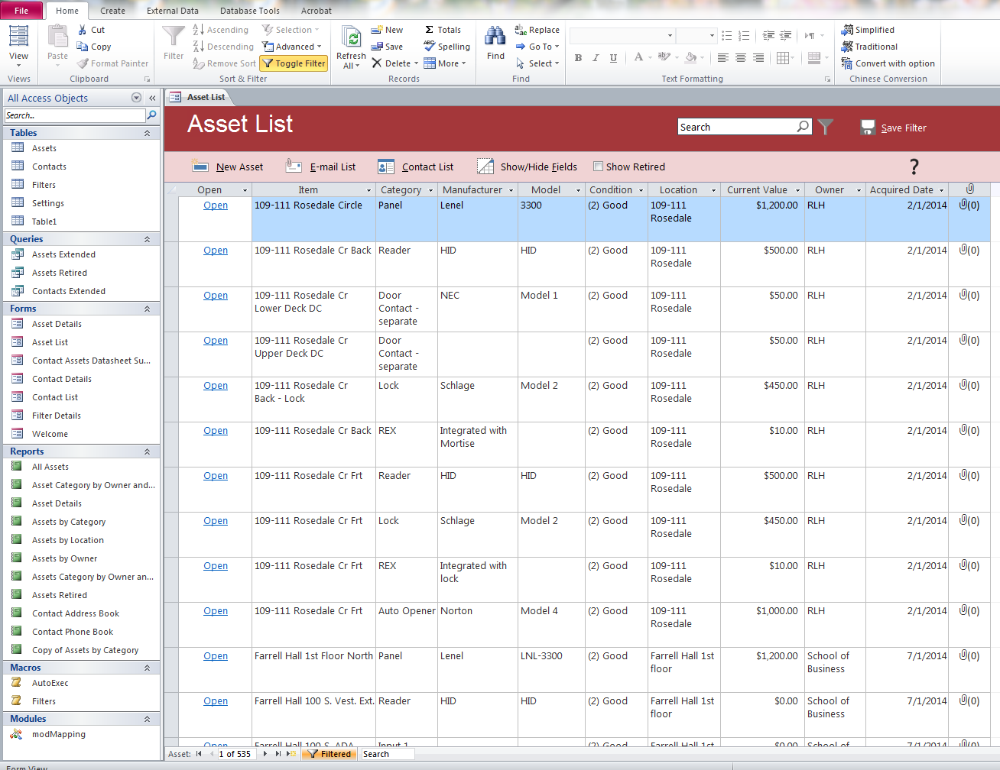 File Home Create External Data Database Tools Acrobat
View
Views
Paste
Cut
Copy
Format Painter
Clipboard
Filter
Ascending
Descending
Remove Sort
Selection
Advanced
Toggle Filter
Sort & Filter
Refresh
All
New
Save
Delete
Totals
Spelling
More
Records
Find
Replace
Go To
Select
Find
B I U A
Text Formatting
Simplified
Traditional
Convert with option
Chinese Conversion
All Access Objects
Search...
Tables
Assets
Contacts
Filters
Settings
Table1
Queries
Assets Extended
Assets Retired
Contacts Extended
Forms
Asset Details
Asset List
Contact Assets Datasheet Su...
Contact Details
Contact List
Filter Details
Welcome
Reports
All Assets
Asset Category by Owner and...
Asset Details
Assets by Category
Assets by Location
Assets by Owner
Assets Category by Owner an...
Assets Retired
Contact Address Book
Contact Phone Book
Copy of Assets by Category
Macros
AutoExec
Filters
Modules
modMapping
Asset List
Asset List
Search
Save Filter
New Asset E-mail List Contact List Show/Hide Fields Show Retired ?
Open Item Category Manufacturer Model Condition Location Current Value Owner Acquired Date
Open 109-111 Rosedale Circle Panel Lenel 3300 (2) Good 109-111 $1,200.00 RLH 2/1/2014 (0)
Rosedale
Open 109-111 Rosedale Cr Back Reader HID HID (2) Good 109-111 $500.00 RLH 2/1/2014 (0)
Rosedale
Open 109-111 Rosedale Cr Door NEC Model 1 (2) Good 109-111 $50.00 RLH 2/1/2014 (0)
Lower Deck DC Contact - Rosedale
separate
Open 109-111 Rosedale Cr Door (2) Good 109-111 $50.00 RLH 2/1/2014 (0)
Upper Deck DC Contact - Rosedale
separate
Open 109-111 Rosedale Cr Lock Schlage Model 2 (2) Good 109-111 $450.00 RLH 2/1/2014 (0)
Back - Lock Rosedale
Open 109-111 Rosedale Cr Back REX Integrated with (2) Good 109-111 $10.00 RLH 2/1/2014 (0)
Mortise Rosedale
Open 109-111 Rosedale Cr Frt Reader HID HID (2) Good 109-111 $500.00 RLH 2/1/2014 (0)
Rosedale
Open 109-111 Rosedale Cr Frt Lock Schlage Model 2 (2) Good 109-111 $450.00 RLH 2/1/2014 (0)
Rosedale
Open 109-111 Rosedale Cr Frt REX Integrated with (2) Good 109-111 $10.00 RLH 2/1/2014 (0)
lock Rosedale
Open 109-111 Rosedale Cr Frt Auto Opener Norton Model 4 (2) Good 109-111 $1,000.00 RLH 2/1/2014 (0)
Rosedale
Open Farrell Hall 1st Floor North Panel Lenel LNL-3300 (2) Good Farrell Hall 1st $1,200.00 School of 7/1/2014 (0)
floor Business
Open Farrell Hall 100 S. Vest. Ext. Reader HID HID (2) Good Farrell Hall 1st $0.00 School of 7/1/2014 (0)
floor Business
Open Farrell Hall 100 S. ADA Input 1 (2) Good Farrell Hall 1st $0.00 School of 7/1/2014 (0)
Asset: 1 of 535 Filtered Search
Form View